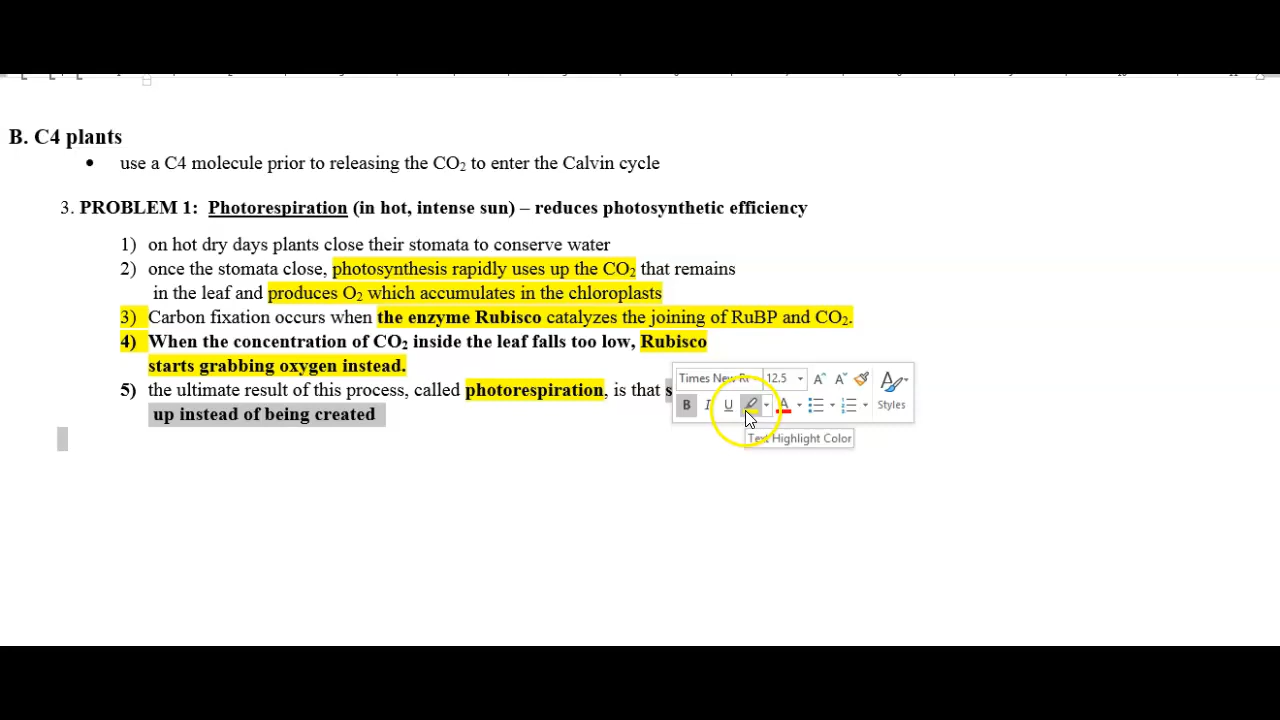 B. C4 plants
• use a C4 molecule prior to releasing the CO₂ to enter the Calvin cycle
3. PROBLEM 1: Photorespiration (in hot, intense sun) – reduces photosynthetic efficiency
1) on hot dry days plants close their stomata to conserve water
2) once the stomata close, photosynthesis rapidly uses up the CO₂ that remains
in the leaf and produces O₂ which accumulates in the chloroplasts
3) Carbon fixation occurs when the enzyme Rubisco catalyzes the joining of RuBP and CO₂.
4) When the concentration of CO₂ inside the leaf falls too low, Rubisco
starts grabbing oxygen instead.
5) the ultimate result of this process, called photorespiration, is that
up instead of being created
Times New 12.5
B I U A Styles
Text Highlight Color